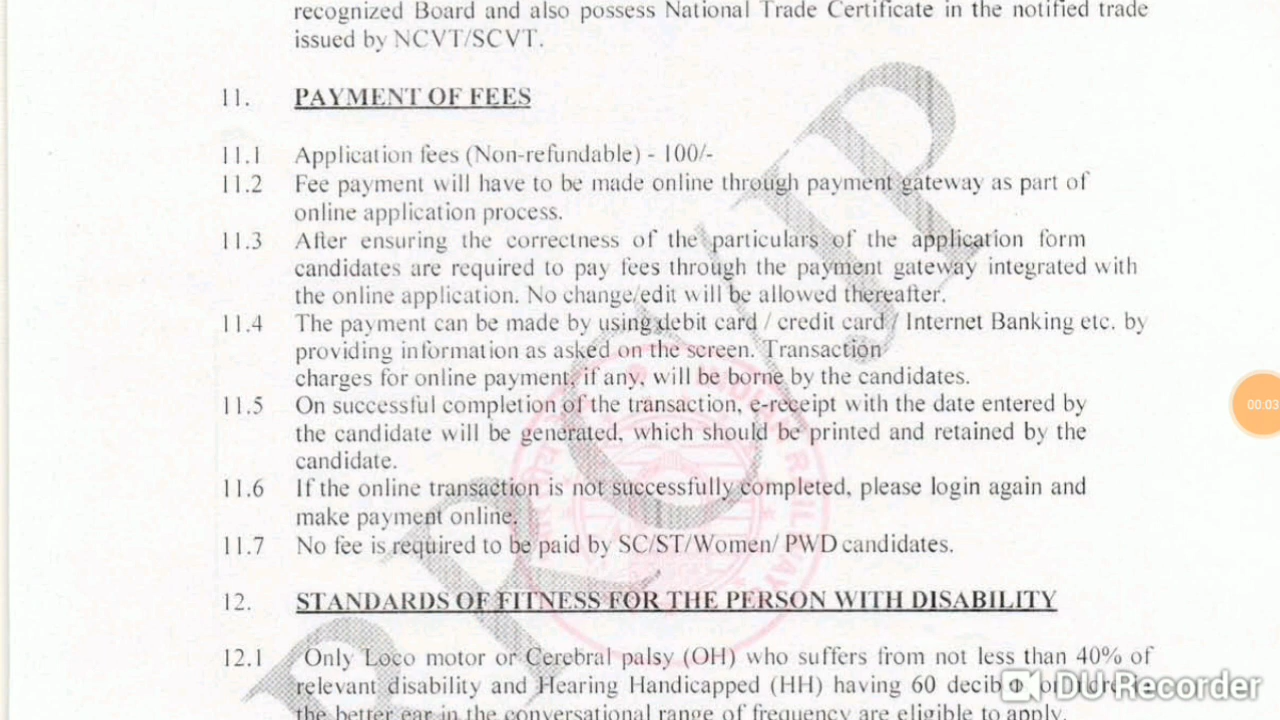 recognized Board and also possess National Trade Certificate in the notified trade
issued by NCVT/SCVT.
11. PAYMENT OF FEES
11.1 Application fees (Non-refundable) - 100/-
11.2 Fee payment will have to be made online through payment gateway as part of
online application process.
11.3 After ensuring the correctness of the particulars of the application form
candidates are required to pay fees through the payment gateway integrated with
the online application. No change/edit will be allowed thereafter.
11.4 The payment can be made by using debit card / credit card / Internet Banking etc. by
providing information as asked on the screen. Transaction
charges for online payment, if any, will be borne by the candidates.
11.5 On successful completion of the transaction, e-receipt with the date entered by
the candidate will be generated, which should be printed and retained by the
candidate.
11.6 If the online transaction is not successfully completed, please login again and
make payment online.
11.7 No fee is required to be paid by SC/ST/Women/ PWD candidates.
12. STANDARDS OF FITNESS FOR THE PERSON WITH DISABILITY
12.1 Only Loco motor or Cerebral palsy (OH) who suffers from not less than 40% of
relevant disability and Hearing Handicapped (HH) having 60
the better ear in the conversational range of frequency are eligible to apply.
00:03
DU Recorder